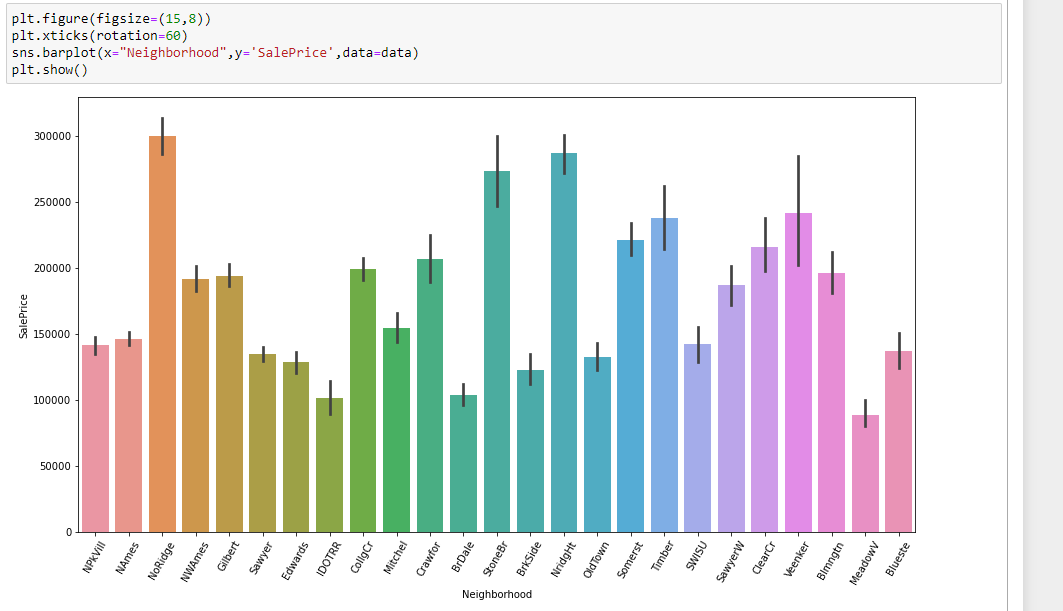 plt.figure(figsize=(15,8))
plt.xticks(rotation=60)
sns.barplot(x="Neighborhood",y='SalePrice',data=data)
plt.show()
300000
250000
200000
150000
100000
50000
0
SalePrice
NPkVill
NAmes
NoRidge
NWAmes
Gilbert
Sawyer
Edwards
IDOTRR
CollgCr
Mitchel
Crawfor
BrDale
StoneBr
BrkSide
NridgHt
OldTown
Somerst
Timber
SWISU
SawyerW
ClearCr
Veenker
Blmngtn
MeadowV
Blueste
Neighborhood